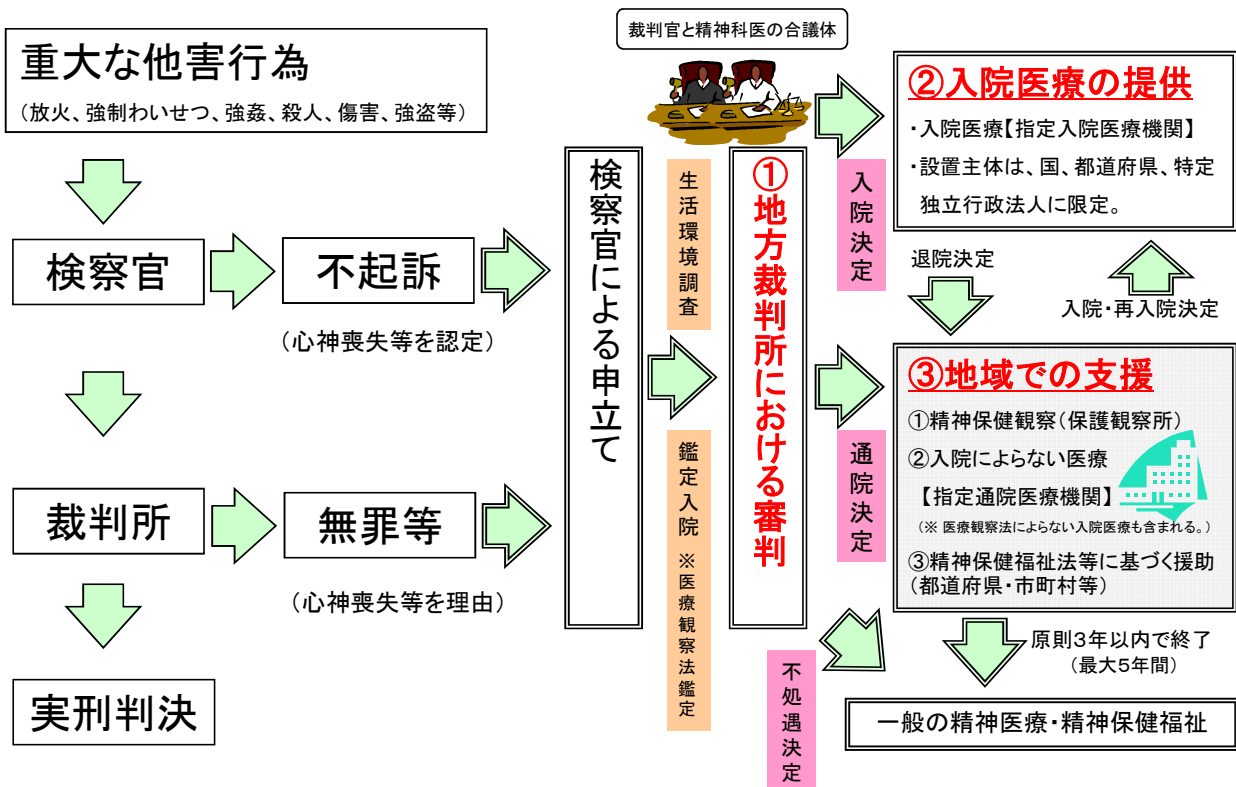 重大な他害行為
(放火、強制わいせつ、強姦、殺人、傷害、強盗等)
検察官
不起訴
(心神喪失等を認定)
裁判所
無罪等
(心神喪失等を理由)
実刑判決
検察官による申立て
裁判官と精神科医の合議体
生活環境調査
鑑定入院 ※医療観察法鑑定
①地方裁判所における審判
入院決定
通院決定
不処遇決定
②入院医療の提供
・入院医療【指定入院医療機関】
・設置主体は、国、都道府県、特定
独立行政法人に限定。
退院決定
入院・再入院決定
③地域での支援
①精神保健観察(保護観察所)
②入院によらない医療
【指定通院医療機関】
(※ 医療観察法によらない入院医療も含まれる。)
③精神保健福祉法等に基づく援助
(都道府県・市町村等)
原則3年以内で終了
(最大5年間)
一般の精神医療・精神保健福祉